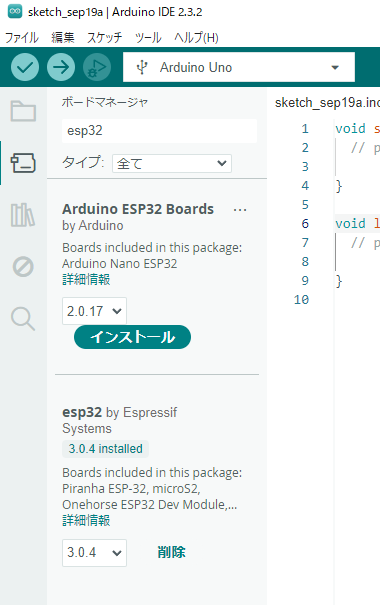 sketch_sep19a | Arduino IDE 2.3.2
ファイル 編集 スケッチ ツール ヘルプ(H)
Arduino Uno
ボードマネージャ
esp32
タイプ: 全て
Arduino ESP32 Boards ...
by Arduino
Boards included in this package:
Arduino Nano ESP32
詳細情報
2.0.17
インストール
esp32 by Espressif
Systems
3.0.4 installed
Boards included in this package:
Piranha ESP-32, microS2,
Onehorse ESP32 Dev Module,...
詳細情報
3.0.4 削除
sketch_sep19a.ino
1 void s
2 // p
3
4 }
5
6 void l
7 // p
8
9 }
10